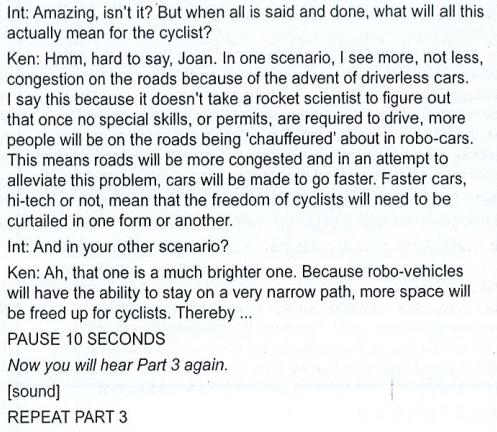 Int: Amazing, isn't it? But when all is said and done, what will all this
actually mean for the cyclist?
Ken: Hmm, hard to say, Joan. In one scenario, I see more, not less,
congestion on the roads because of the advent of driverless cars.
I say this because it doesn't take a rocket scientist to figure out
that once no special skills, or permits, are required to drive, more
people will be on the roads being 'chauffeured' about in robo-cars.
This means roads will be more congested and in an attempt to
alleviate this problem, cars will be made to go faster. Faster cars,
hi-tech or not, mean that the freedom of cyclists will need to be
curtailed in one form or another.
Int: And in your other scenario?
Ken: Ah, that one is a much brighter one. Because robo-vehicles
will have the ability to stay on a very narrow path, more space will
be freed up for cyclists. Thereby ...
PAUSE 10 SECONDS
Now you will hear Part 3 again.
[sound]
REPEAT PART 3